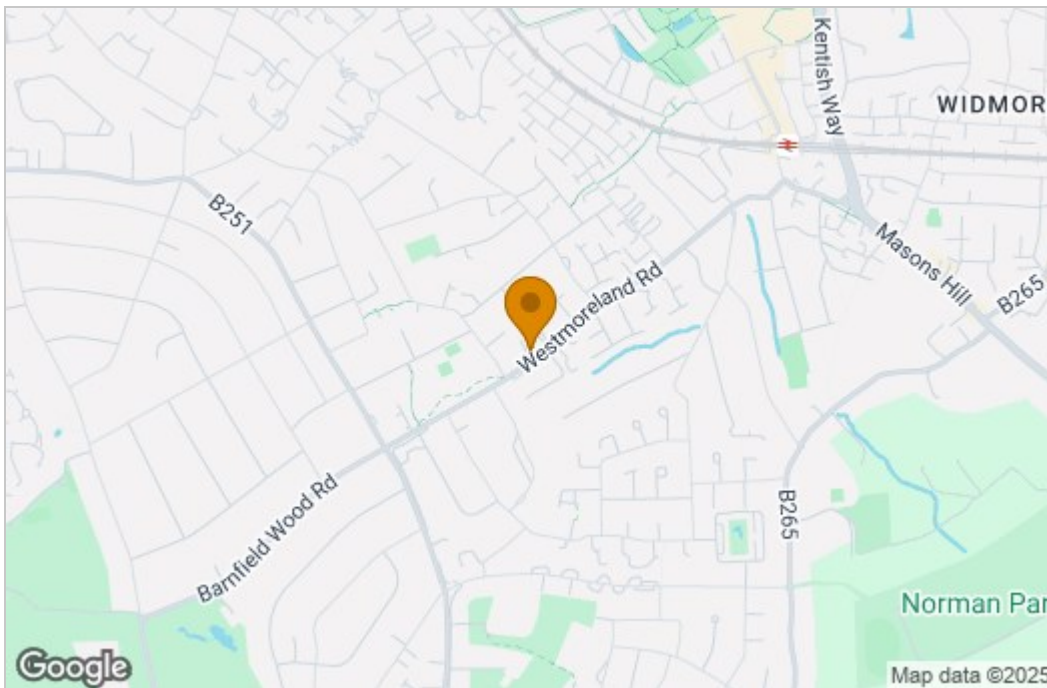 Kentish Way
WIDMOR
B251
Masons Hill
B265
Westmoreland Rd
B265
Barnfield Wood Rd
Norman Par
Google
Map data ©2025